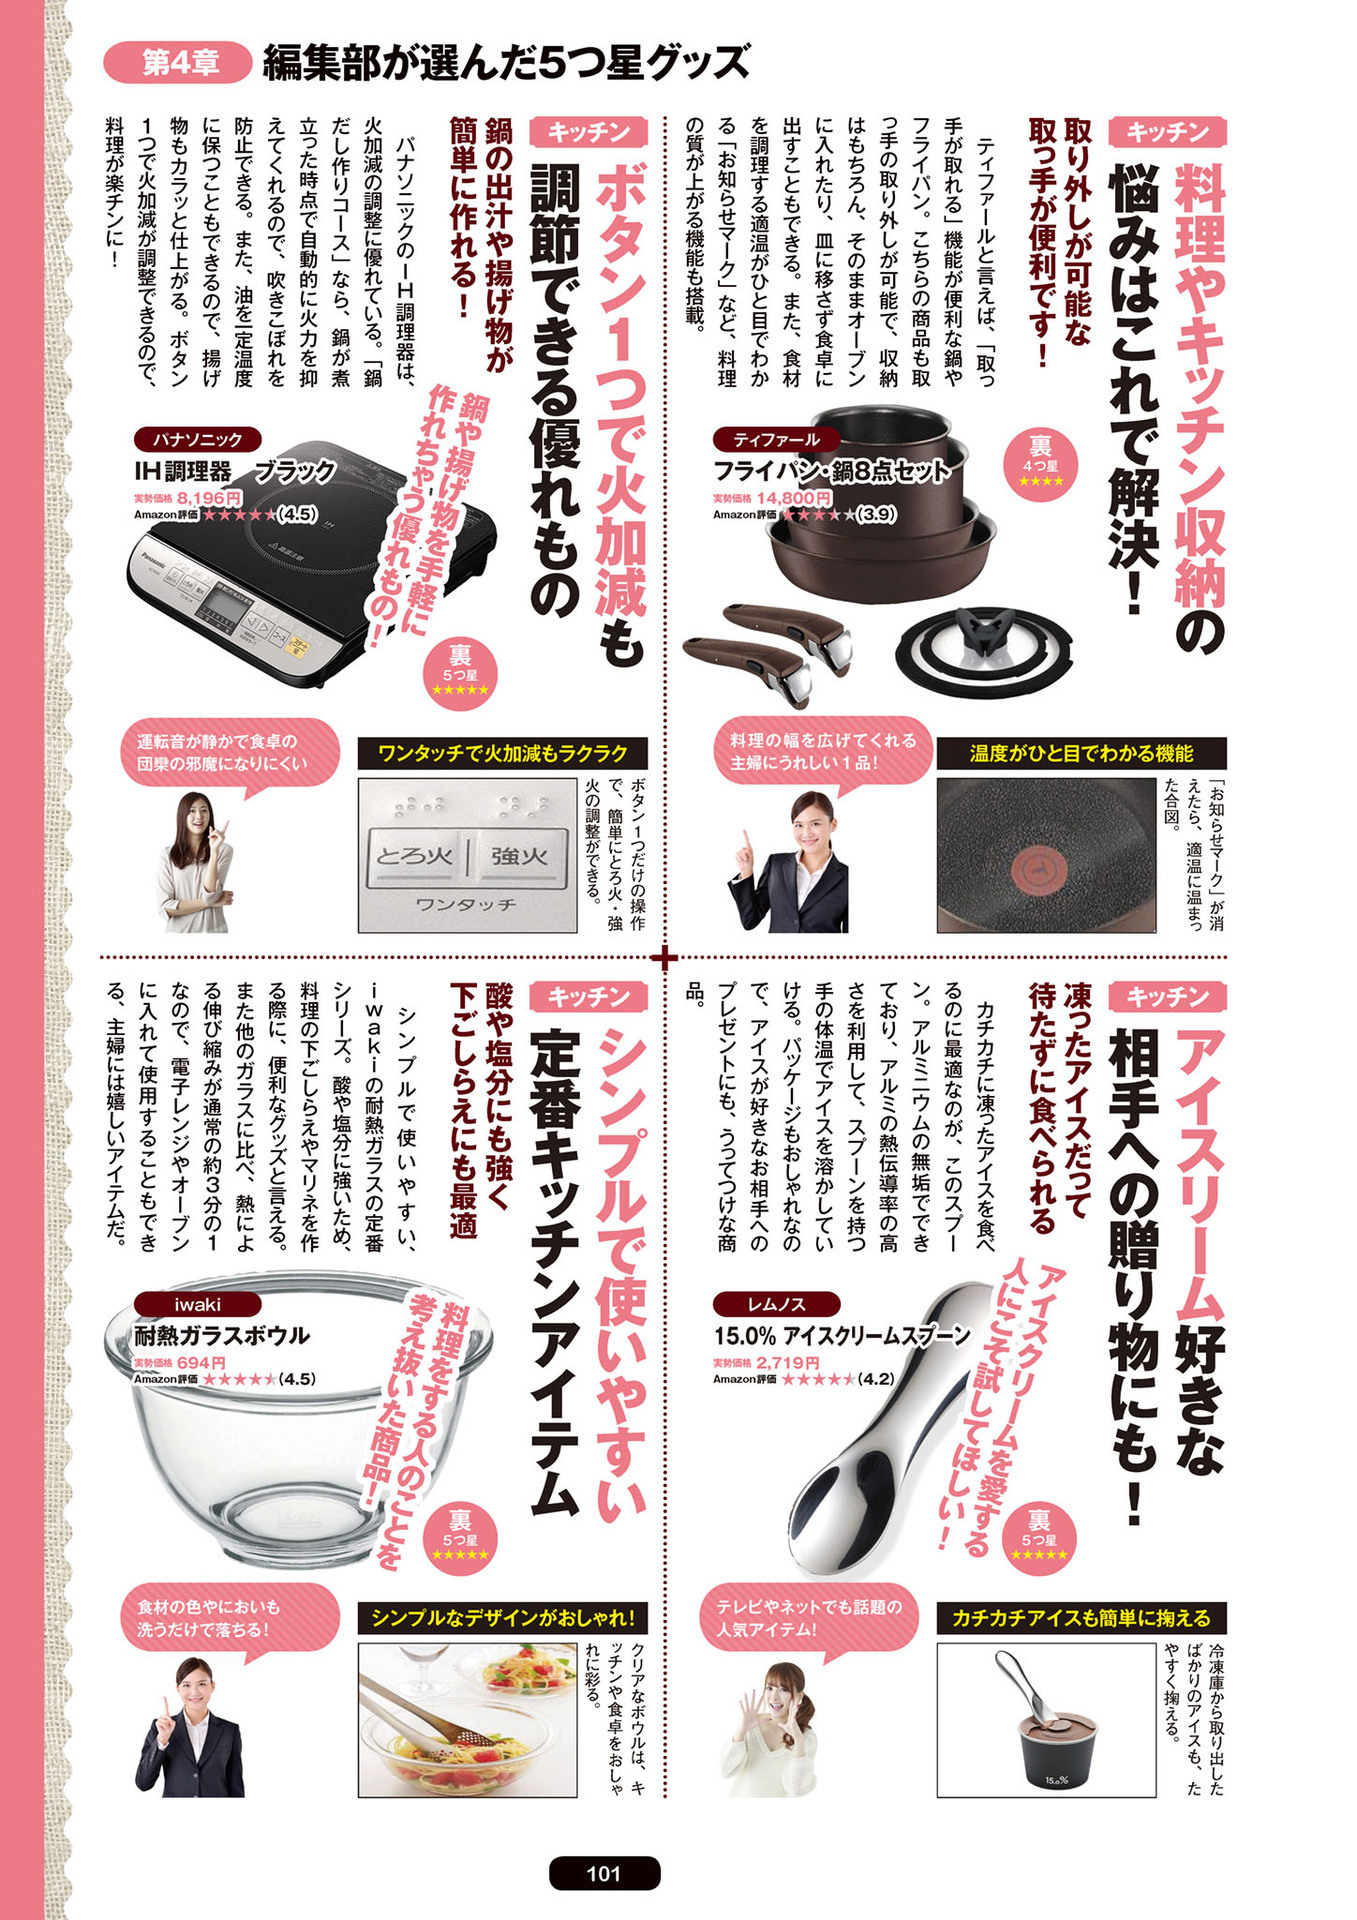 第4章 編集部が選んだ5つ星グッズ
キッチン
料理やキッチン収納の
悩みはこれで解決！
取り外しが可能な
取っ手が便利です！
ティファールと言えば、「取っ
手が取れる」機能が便利な鍋や
フライパン。こちらの商品も取
っ手の取り外しが可能で、収納
はもちろん、そのままオーブン
に入れたり、皿に移さず食卓に
出すこともできる。また、食材
を調理する適温がひと目でわか
る「お知らせマーク」など、料理
の質が上がる機能も搭載。
裏
4つ星
★★★★
ティファール
フライパン・鍋8点セット
実勢価格 14,800円
Amazon評価 ★★★★★(3.9)
料理の幅を広げてくれる
主婦にうれしい1品！
温度がひと目でわかる機能
「お知らせマーク」が消
えたら、適温に温まっ
た合図。
キッチン
ボタン1つで火加減も
調節できる優れもの
鍋の出汁や揚げ物が
簡単に作れる！
パナソニックのIH調理器は、
火加減の調整に優れている。「鍋
だし作りコース」なら、鍋が煮
立った時点で自動的に火力を抑
えてくれるので、吹きこぼれを
防止できる。また、油を一定温度
に保つこともできるので、揚げ
物もカラッと仕上がる。ボタン
1つで火加減が調整できるので、
料理が楽チンに！
鍋や揚げ物を手軽に
作れちゃう優れもの！
パナソニック
IH調理器 ブラック
実勢価格 8,196円
Amazon評価 ★★★★★(4.5)
Panasonic
IH
裏
5つ星
★★★★★
運転音が静かで食卓の
団欒の邪魔になりにくい
ワンタッチで火加減もラクラク
とろ火 強火
ワンタッチ
ボタン1つだけの操作
で、簡単にとろ火・強
火の調整ができる。
キッチン
アイスリーム好きな
相手への贈り物にも！
凍ったアイスだって
待たずに食べられる
カチカチに凍ったアイスを食べ
るのに最適なのが、このスプー
ン。アルミニウムの無垢ででき
ており、アルミの熱伝導率の高
さを利用して、スプーンを持つ
手の体温でアイスを溶かしてい
ける。パッケージもおしゃれなの
で、アイスが好きなお相手への
プレゼントにも、うってつけな商
品。
アイスクリームを愛する
人にこそ試してほしい！
レムノス
15.0% アイスクリームスプーン
実勢価格 2,719円
Amazon評価 ★★★★★(4.2)
裏
5つ星
★★★★★
テレビやネットでも話題の
人気アイテム！
カチカチアイスも簡単に掬える
15.0%
冷凍庫から取り出した
ばかりのアイスも、た
やすく掬える。
キッチン
シンプルで使いやすい
定番キッチンアイテム
酸や塩分にも強く
下ごしらえにも最適
シンプルで使いやすい、
iwakiの耐熱ガラスの定番
シリーズ。酸や塩分に強いため、
料理の下ごしらえやマリネを作
る際に、便利なグッズと言える。
また他のガラスに比べ、熱によ
る伸び縮みが通常の約3分の1
なので、電子レンジやオーブン
に入れて使用することもでき
る、主婦には嬉しいアイテムだ。
料理をする人のことを
考え抜いた商品！
iwaki
耐熱ガラスボウル
実勢価格 694円
Amazon評価 ★★★★★(4.5)
裏
5つ星
★★★★★
食材の色やにおいも
洗うだけで落ちる！
シンプルなデザインがおしゃれ！
クリアなボウルは、キ
ッチンや食卓をおしゃ
れに彩る。
101